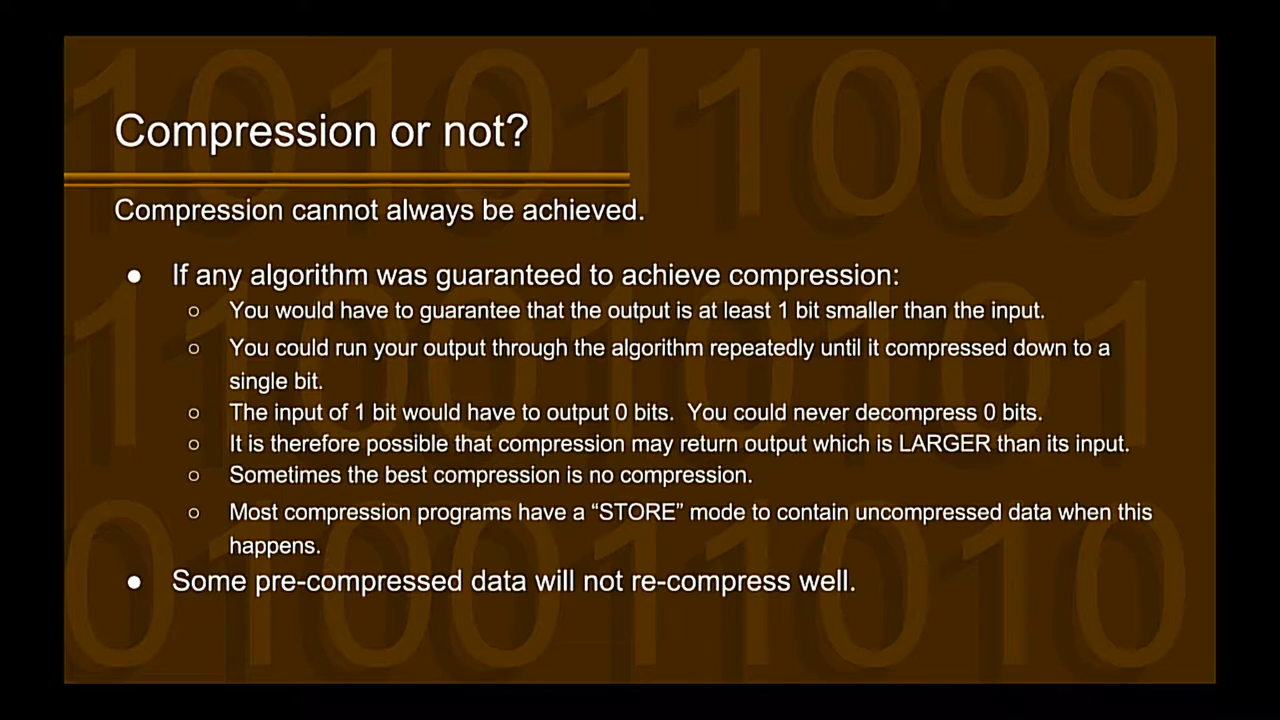 Compression or not?
Compression cannot always be achieved.
● If any algorithm was guaranteed to achieve compression:
○ You would have to guarantee that the output is at least 1 bit smaller than the input.
○ You could run your output through the algorithm repeatedly until it compressed down to a
single bit.
○ The input of 1 bit would have to output 0 bits.  You could never decompress 0 bits.
○ It is therefore possible that compression may return output which is LARGER than its input.
○ Sometimes the best compression is no compression.
○ Most compression programs have a “STORE” mode to contain uncompressed data when this
happens.
● Some pre-compressed data will not re-compress well.
101011000
110010101
010011010